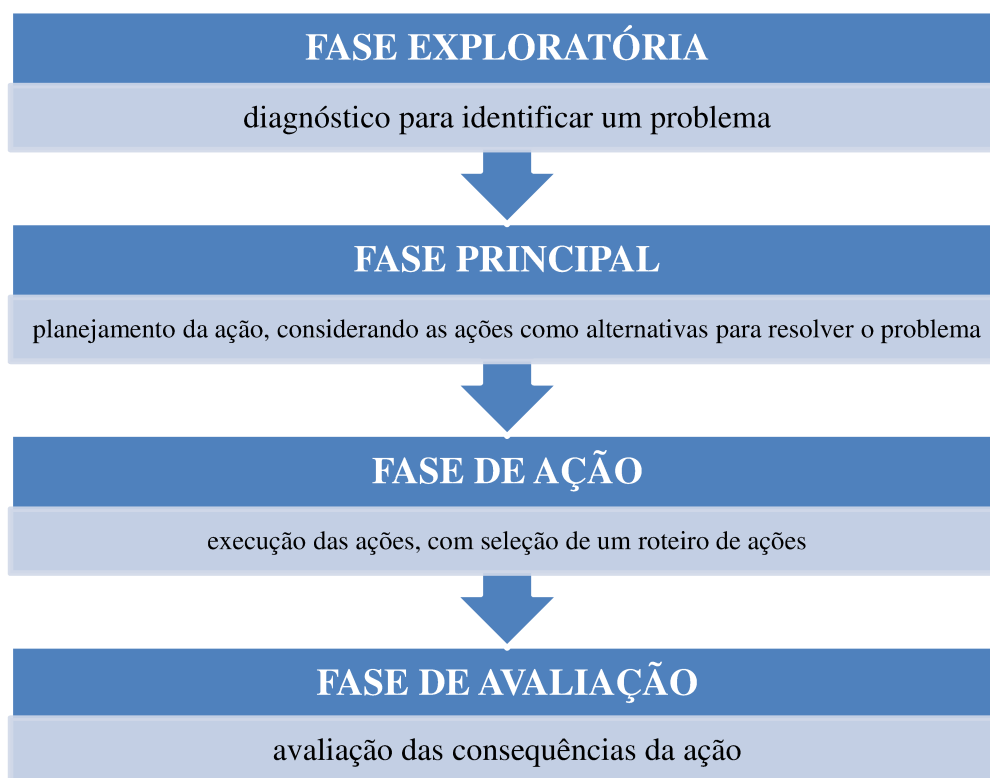 FASE EXPLORATÓRIA
diagnóstico para identificar um problema
FASE PRINCIPAL
planejamento da ação, considerando as ações como alternativas para resolver o problema
FASE DE AÇÃO
execução das ações, com seleção de um roteiro de ações
FASE DE AVALIAÇÃO
avaliação das consequências da ação